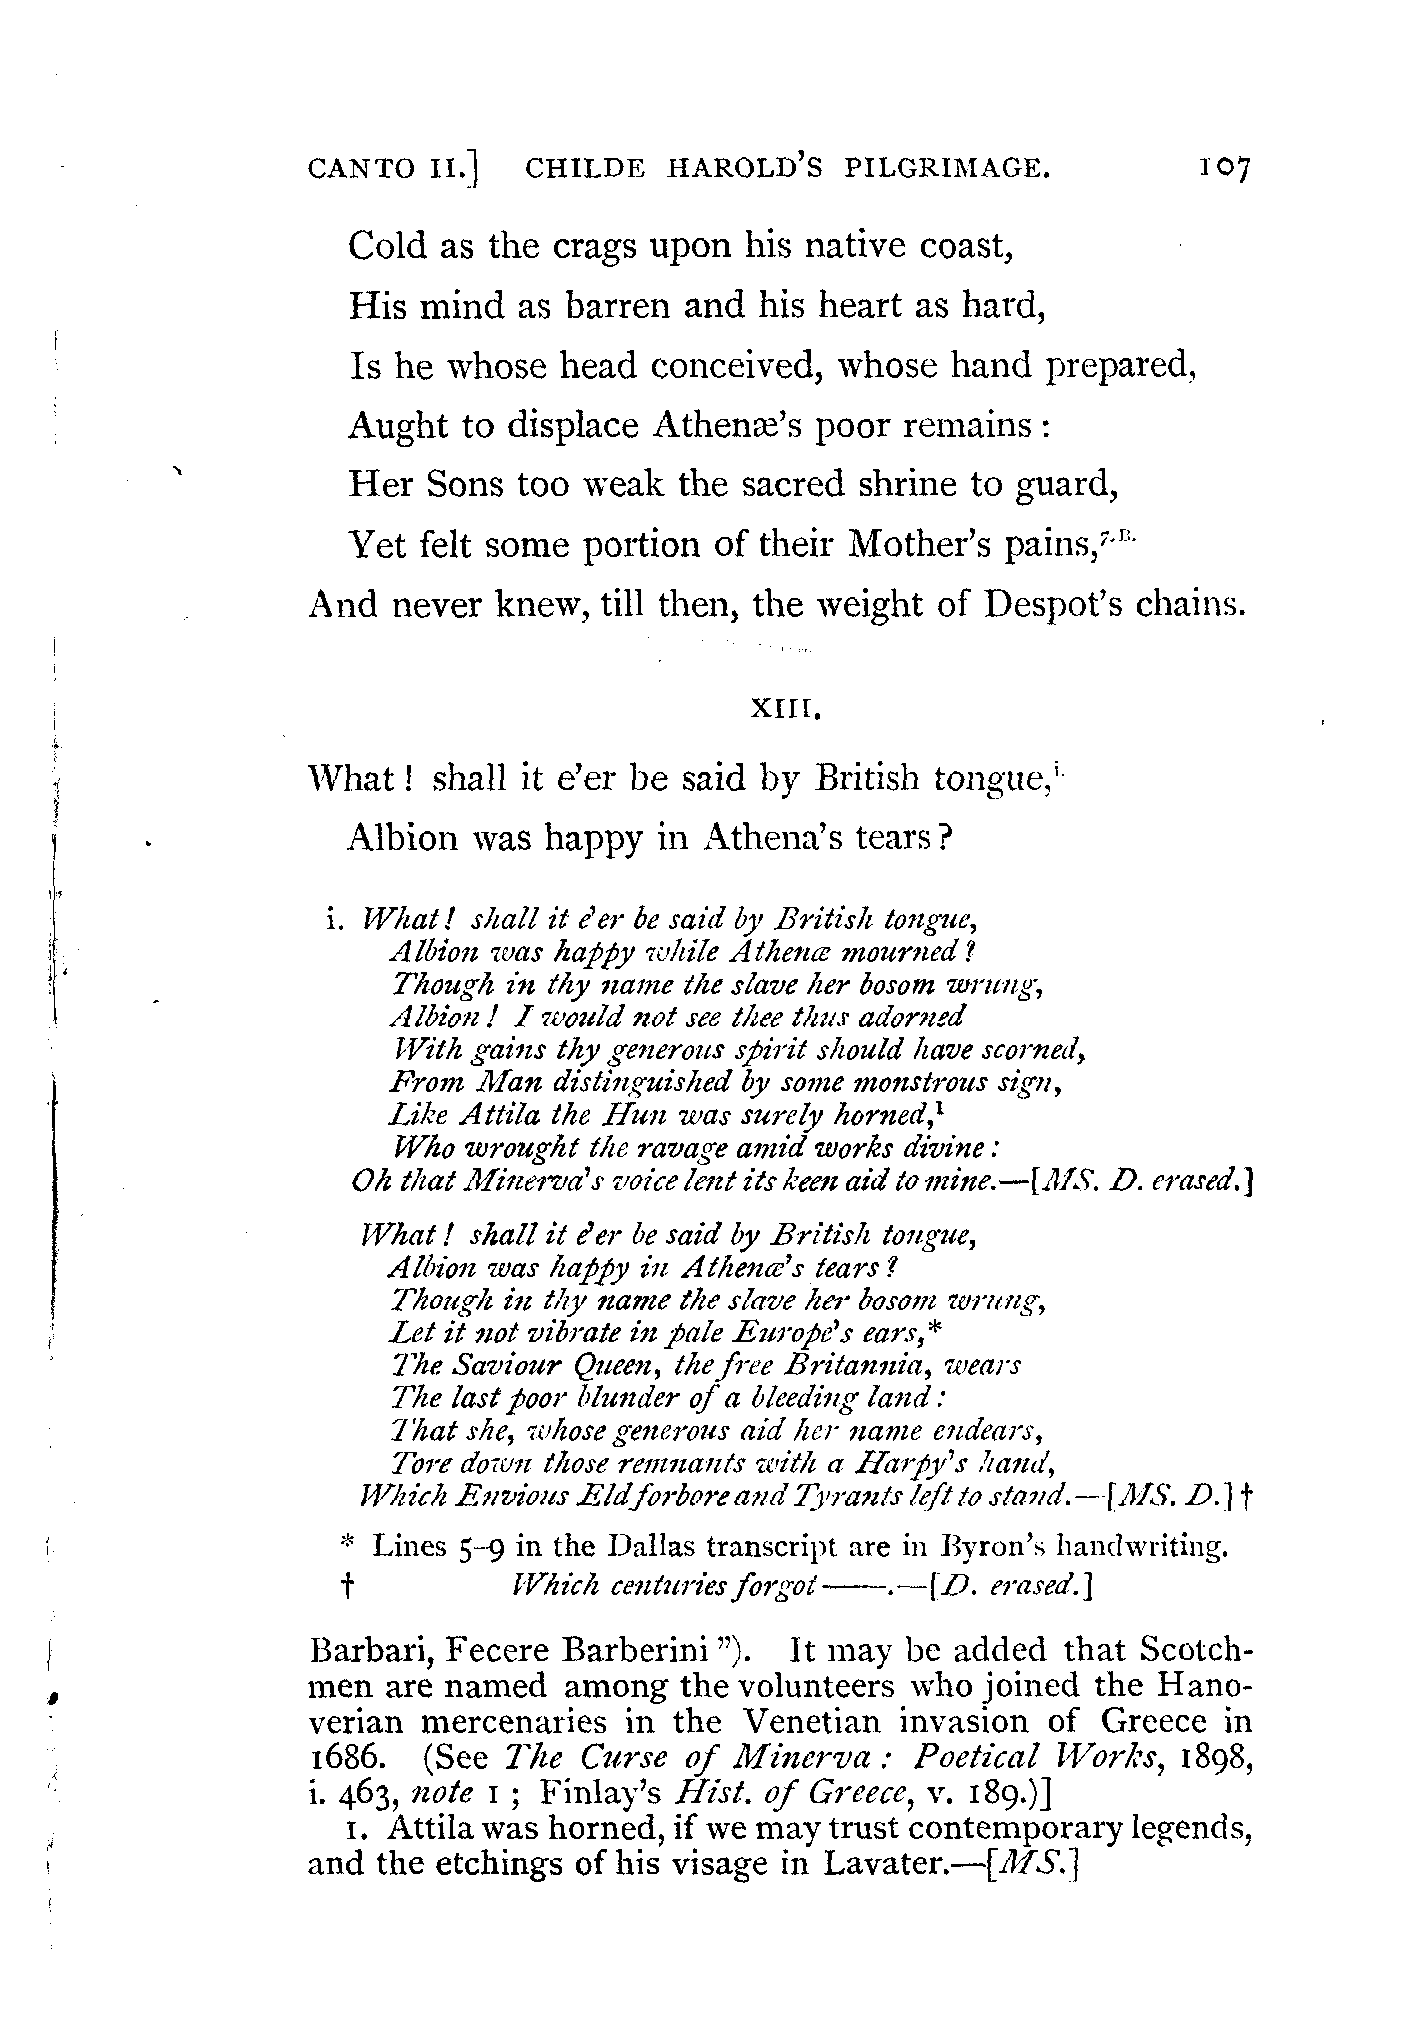 CANTO II.] CHILDE HAROLD'S PILGRIMAGE. 107
Cold as the crags upon his native coast,
His mind as barren and his heart as hard,
Is he whose head conceived, whose hand prepared,
Aught to displace Athenæ's poor remains :
Her Sons too weak the sacred shrine to guard,
Yet felt some portion of their Mother's pains,7.B.
And never knew, till then, the weight of Despot's chains.
XIII.
What ! shall it e'er be said by British tongue,i.
Albion was happy in Athena's tears ?
i. What ! shall it e'er be said by British tongue,
Albion was happy while Athenæ mourned ?
Though in thy name the slave her bosom wrung,
Albion ! I would not see thee thus adorned
With gains thy generous spirit should have scorned,
From Man distinguished by some monstrous sign,
Like Attila the Hun was surely horned,1
Who wrought the ravage amid works divine :
Oh that Minerva's voice lent its keen aid to mine.—[MS. D. erased.]
What ! shall it e'er be said by British tongue,
Albion was happy in Athenæ's tears ?
Though in thy name the slave her bosom wrung,
Let it not vibrate in pale Europe's ears,*
The Saviour Queen, the free Britannia, wears
The last poor blunder of a bleeding land :
That she, whose generous aid her name endears,
Tore down those remnants with a Harpy's hand,
Which Envious Eld forbore and Tyrants left to stand.—[MS. D.] †
* Lines 5–9 in the Dallas transcript are in Byron's handwriting.
† Which centuries forgot——.—[D. erased.]
Barbari, Fecere Barberini "). It may be added that Scotch-
men are named among the volunteers who joined the Hano-
verian mercenaries in the Venetian invasion of Greece in
1686. (See The Curse of Minerva : Poetical Works, 1898,
i. 463, note 1 ; Finlay's Hist. of Greece, v. 189.)]
1. Attila was horned, if we may trust contemporary legends,
and the etchings of his visage in Lavater.—[MS.]